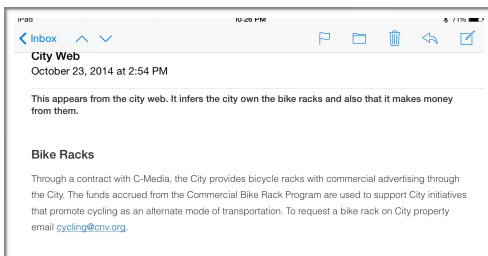 iPad 10:26 PM 71%
Inbox
City Web
October 23, 2014 at 2:54 PM
This appears from the city web. It infers the city own the bike racks and also that it makes money
from them.
Bike Racks
Through a contract with C-Media, the City provides bicycle racks with commercial advertising through
the City. The funds accrued from the Commercial Bike Rack Program are used to support City initiatives
that promote cycling as an alternate mode of transportation. To request a bike rack on City property
email cycling@cnv.org.